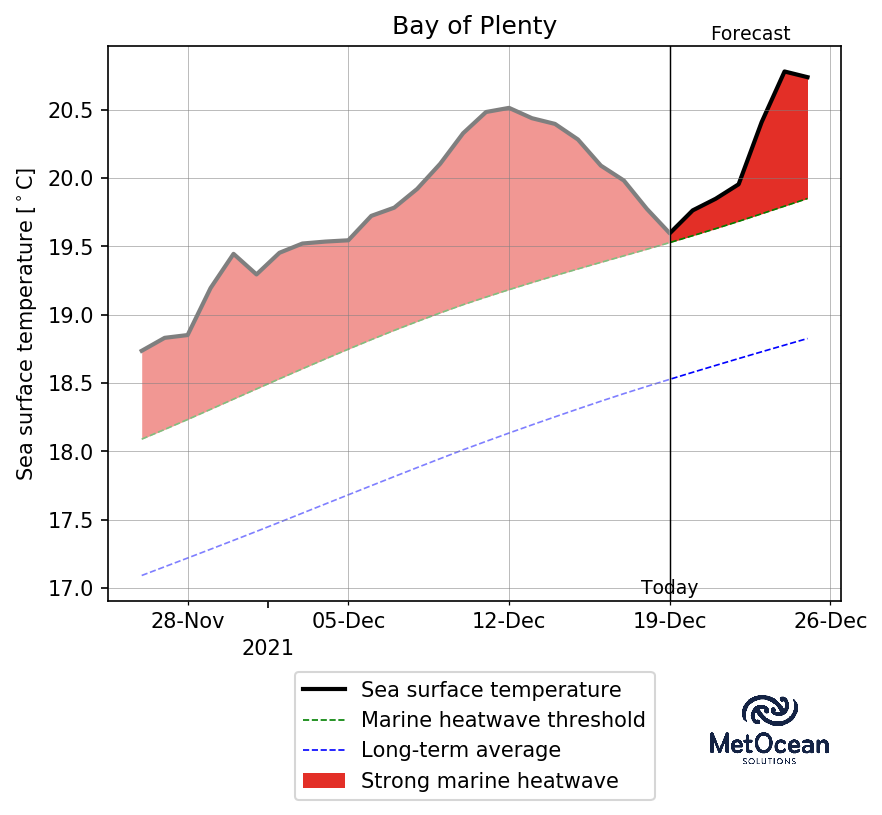 Bay of Plenty
Forecast
Sea surface temperature [°C]
20.5
20.0
19.5
19.0
18.5
18.0
17.5
17.0
Today
28-Nov
05-Dec
12-Dec
19-Dec
26-Dec
2021
Sea surface temperature
Marine heatwave threshold
Long-term average
Strong marine heatwave
MetOcean
SOLUTIONS